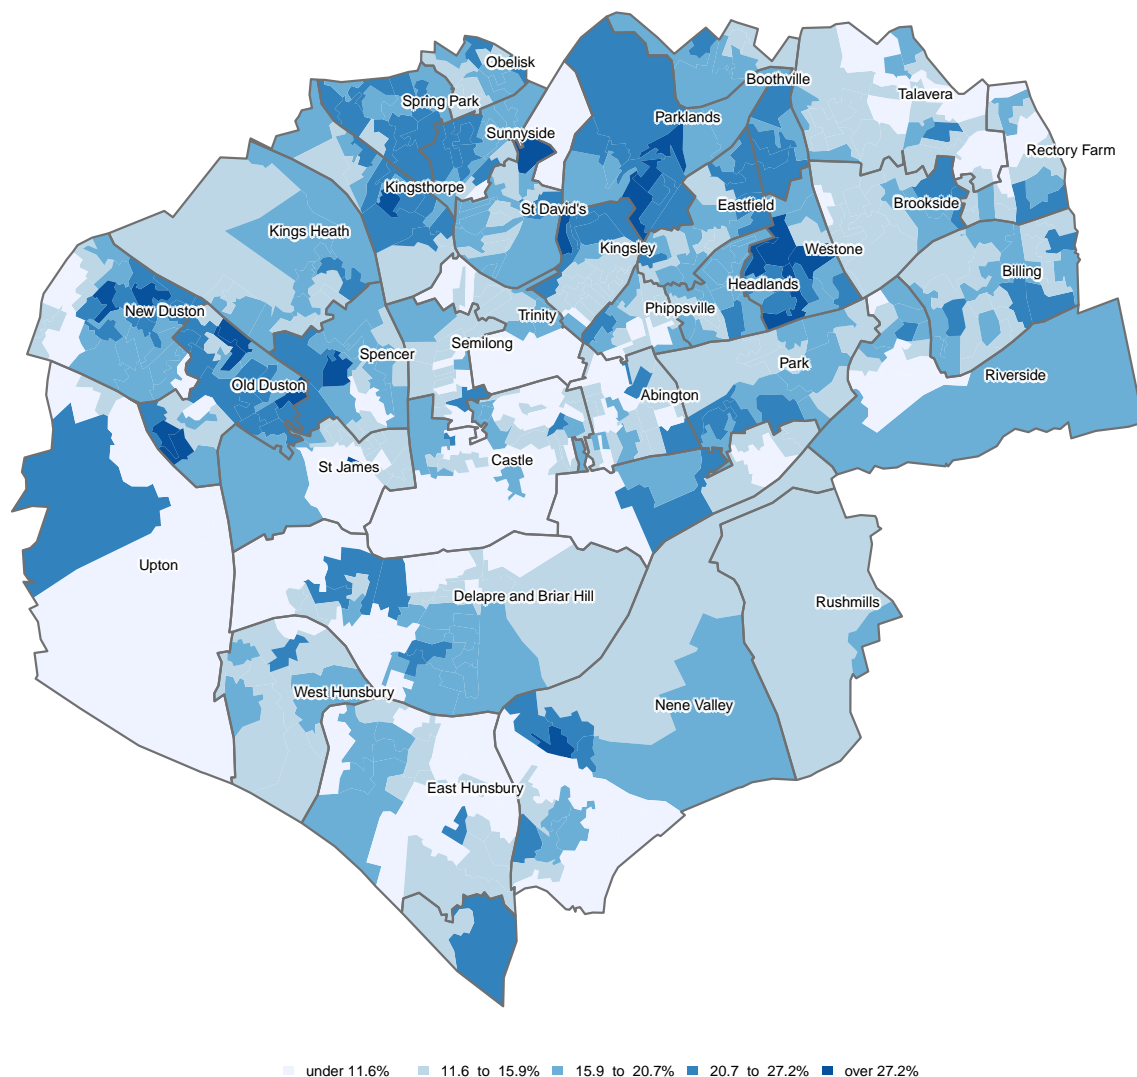 Obelisk
Boothville
Spring Park
Talavera
Parklands
Sunnyside
Rectory Farm
Kingsthorpe
Brookside
St David's
Eastfield
Kings Heath
Kingsley
Westone
Billing
Headlands
New Duston
Phippsville
Trinity
Semilong
Spencer
Park
Riverside
Old Duston
Abington
Castle
St James
Upton
Delapre and Briar Hill
Rushmills
West Hunsbury
Nene Valley
East Hunsbury
under 11.6% 11.6 to 15.9% 15.9 to 20.7% 20.7 to 27.2% over 27.2%